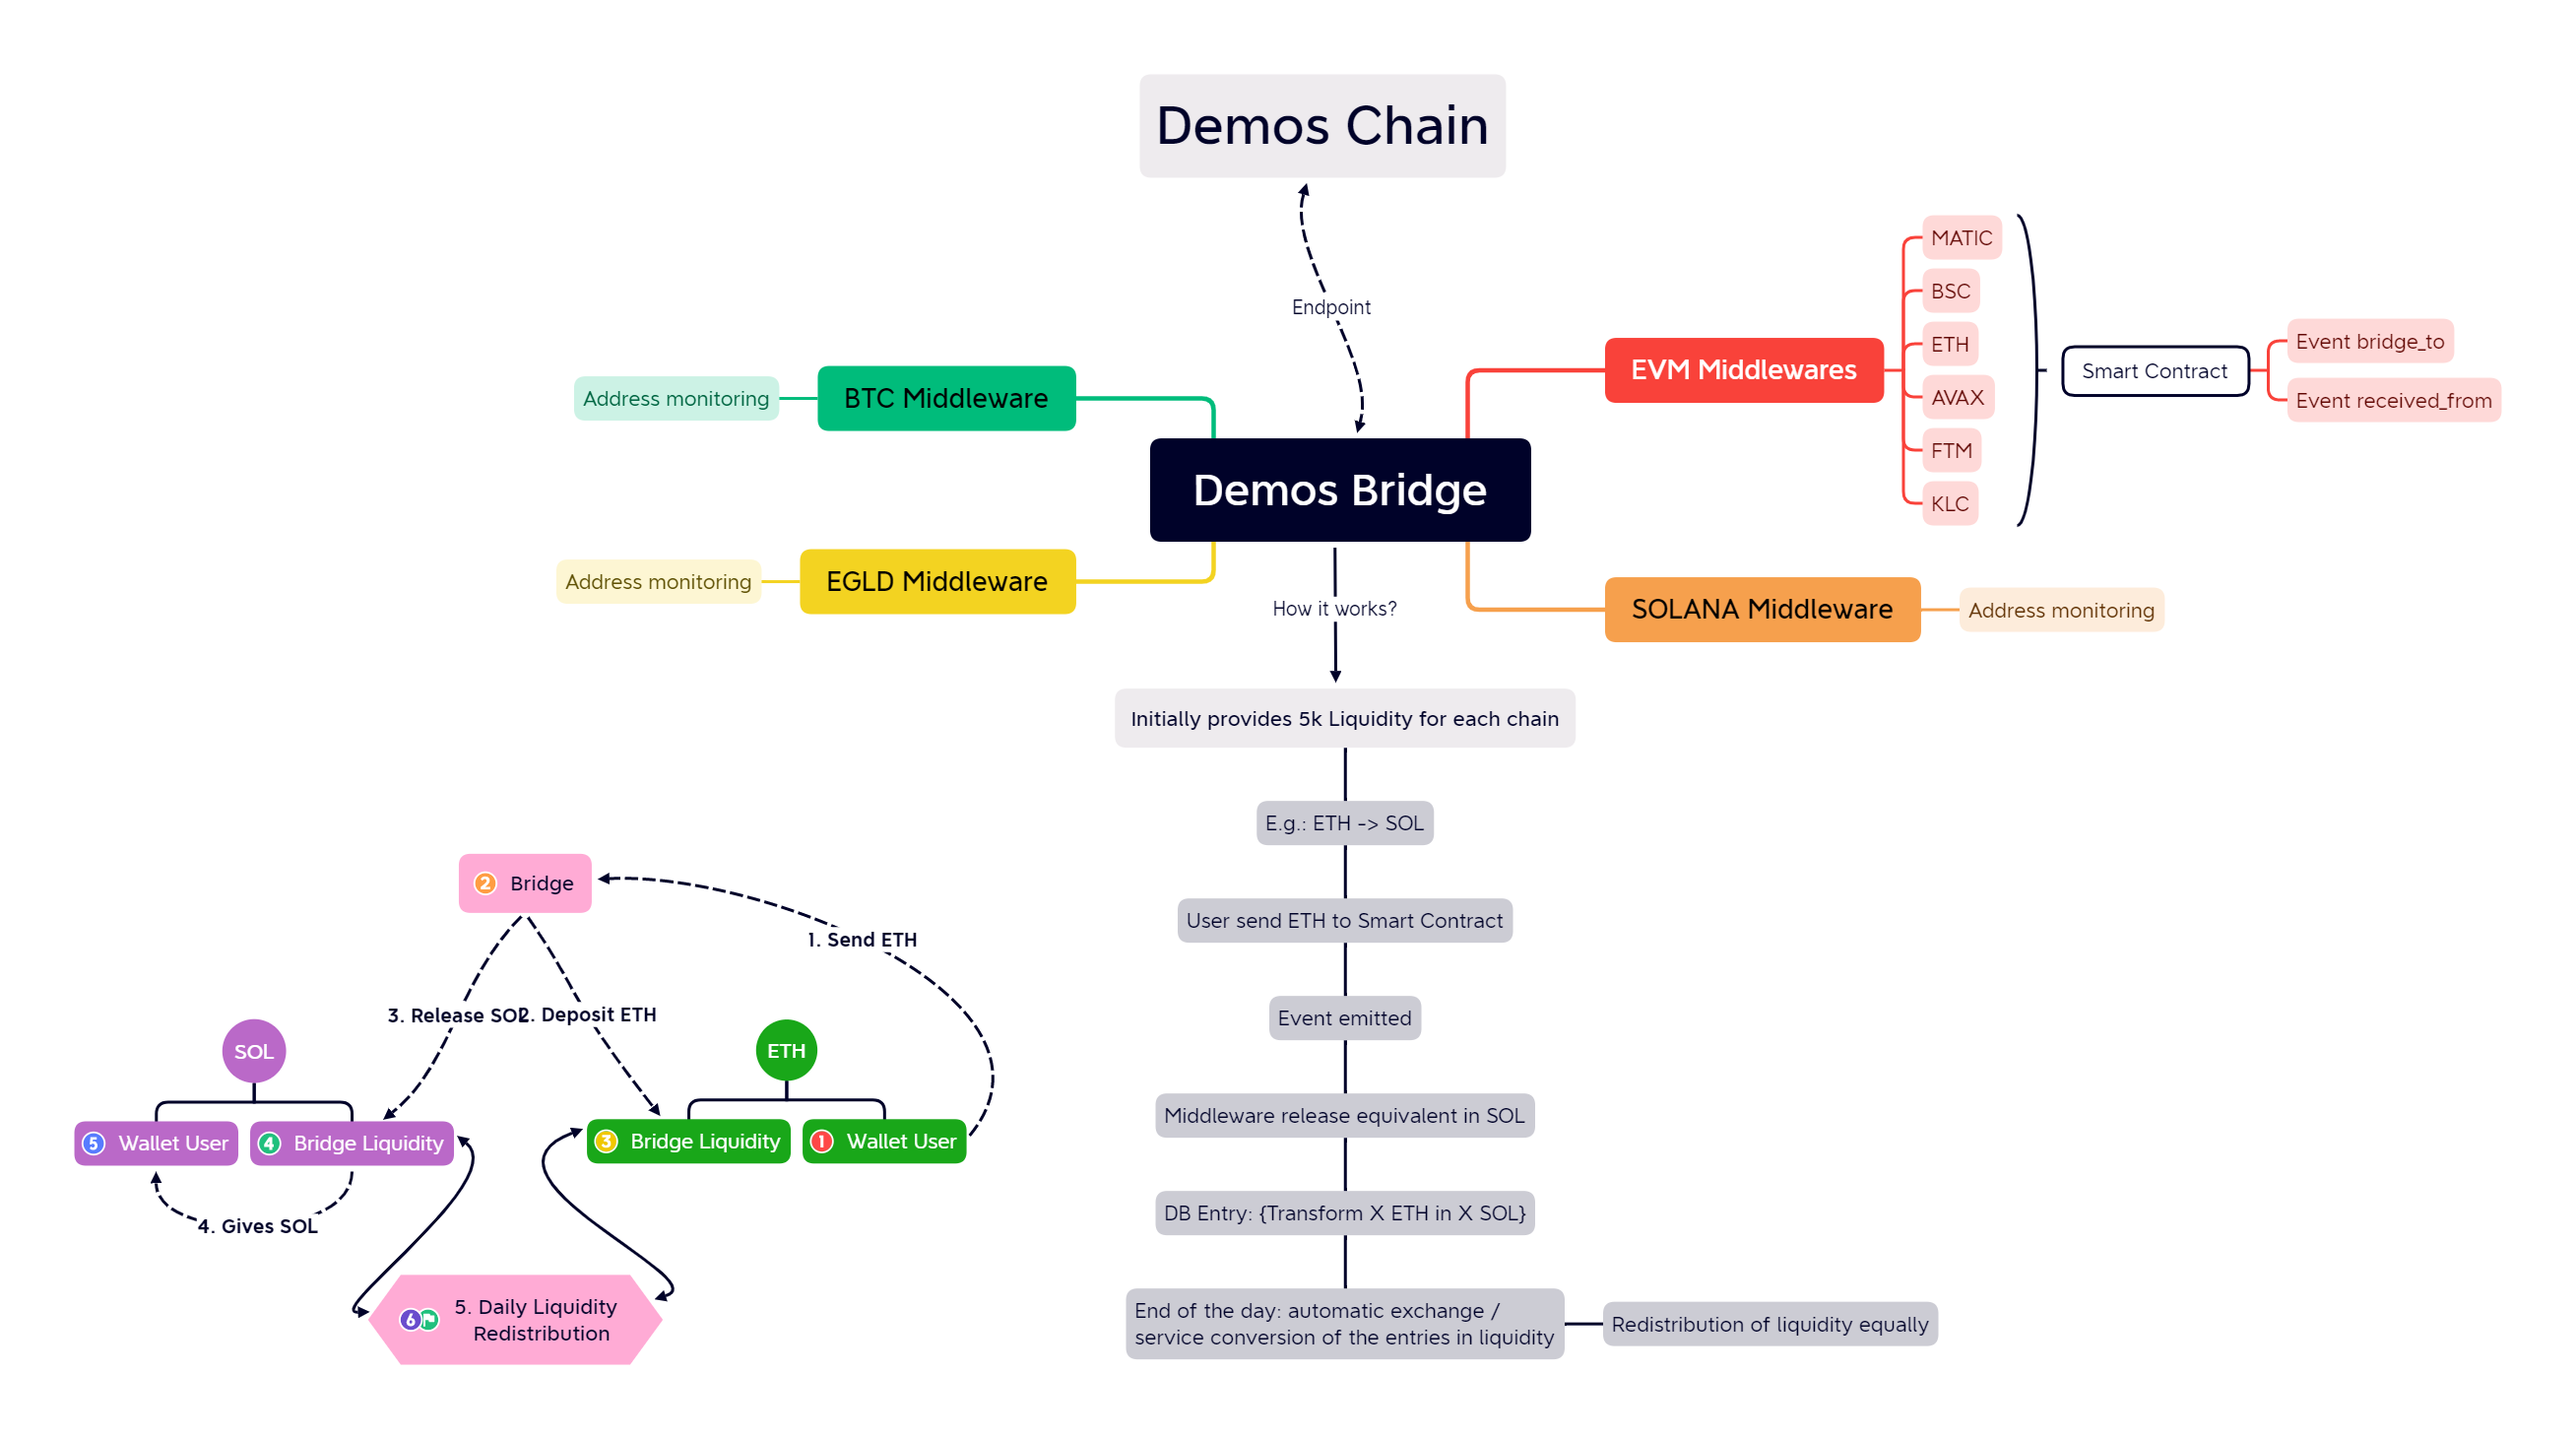 Demos Chain
Endpoint
MATIC
BSC
ETH
AVAX
FTM
KLC
EVM Middlewares
Smart Contract
Event bridge_to
Event received_from
Address monitoring
BTC Middleware
Demos Bridge
Address monitoring
EGLD Middleware
How it works?
SOLANA Middleware
Address monitoring
Initially provides 5k Liquidity for each chain
E.g.: ETH -> SOL
User send ETH to Smart Contract
Event emitted
Middleware release equivalent in SOL
DB Entry: {Transform X ETH in X SOL}
End of the day: automatic exchange /
service conversion of the entries in liquidity
Redistribution of liquidity equally
2 Bridge
1. Send ETH
3. Release SOL
2. Deposit ETH
SOL
ETH
5 Wallet User
4 Bridge Liquidity
3 Bridge Liquidity
1 Wallet User
4. Gives SOL
6 5. Daily Liquidity
Redistribution